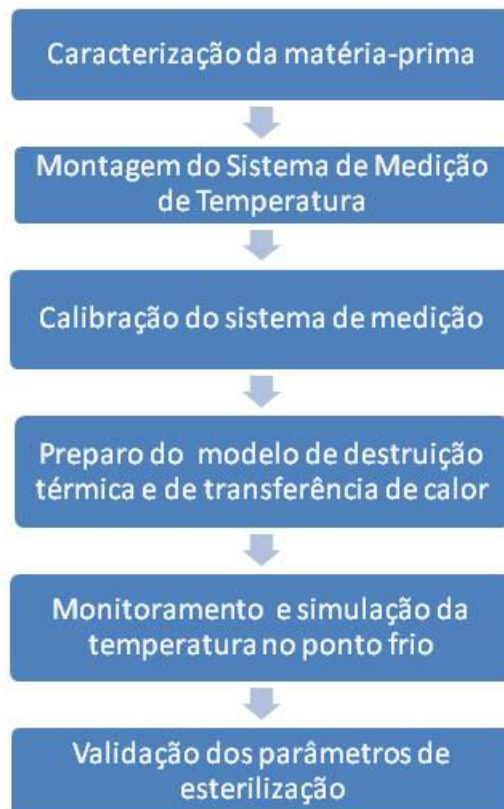 Caracterização da matéria-prima
Montagem do Sistema de Medição
de Temperatura
Calibração do sistema de medição
Preparo do modelo de destruição
térmica e de transferência de calor
Monitoramento e simulação da
temperatura no ponto frio
Validação dos parâmetros de
esterilização